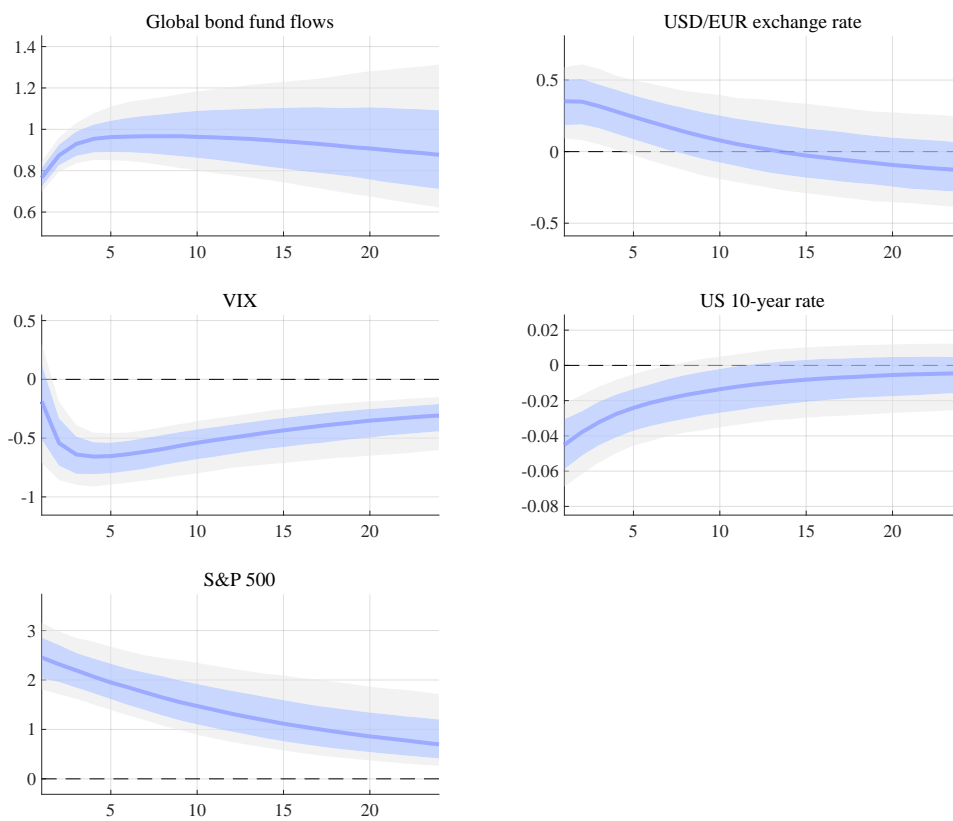 Global bond fund flows
1.4
1.2
1
0.8
0.6
5 10 15 20
USD/EUR exchange rate
0.5
0
-0.5
5 10 15 20
VIX
0.5
0
-0.5
-1
5 10 15 20
US 10-year rate
0.02
0
-0.02
-0.04
-0.06
-0.08
5 10 15 20
S&P 500
3
2
1
0
5 10 15 20